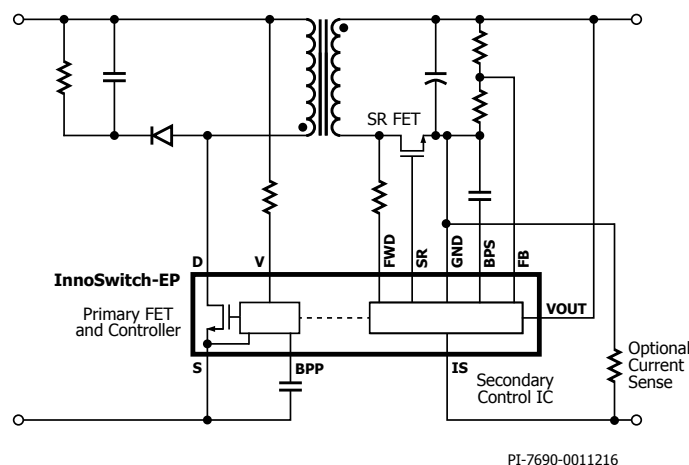 SR FET
D
V
FWD
SR
GND
BPS
FB
InnoSwitch-EP
VOUT
Primary FET
and Controller
S
BPP
IS
Secondary
Control IC
Optional
Current
Sense
PI-7690-0011216